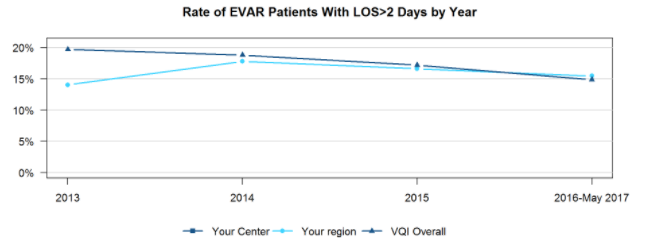 Rate of EVAR Patients With LOS>2 Days by Year
20%
15%
10%
5%
0%
2013 2014 2015 2016-May 2017
Your Center Your region VQI Overall